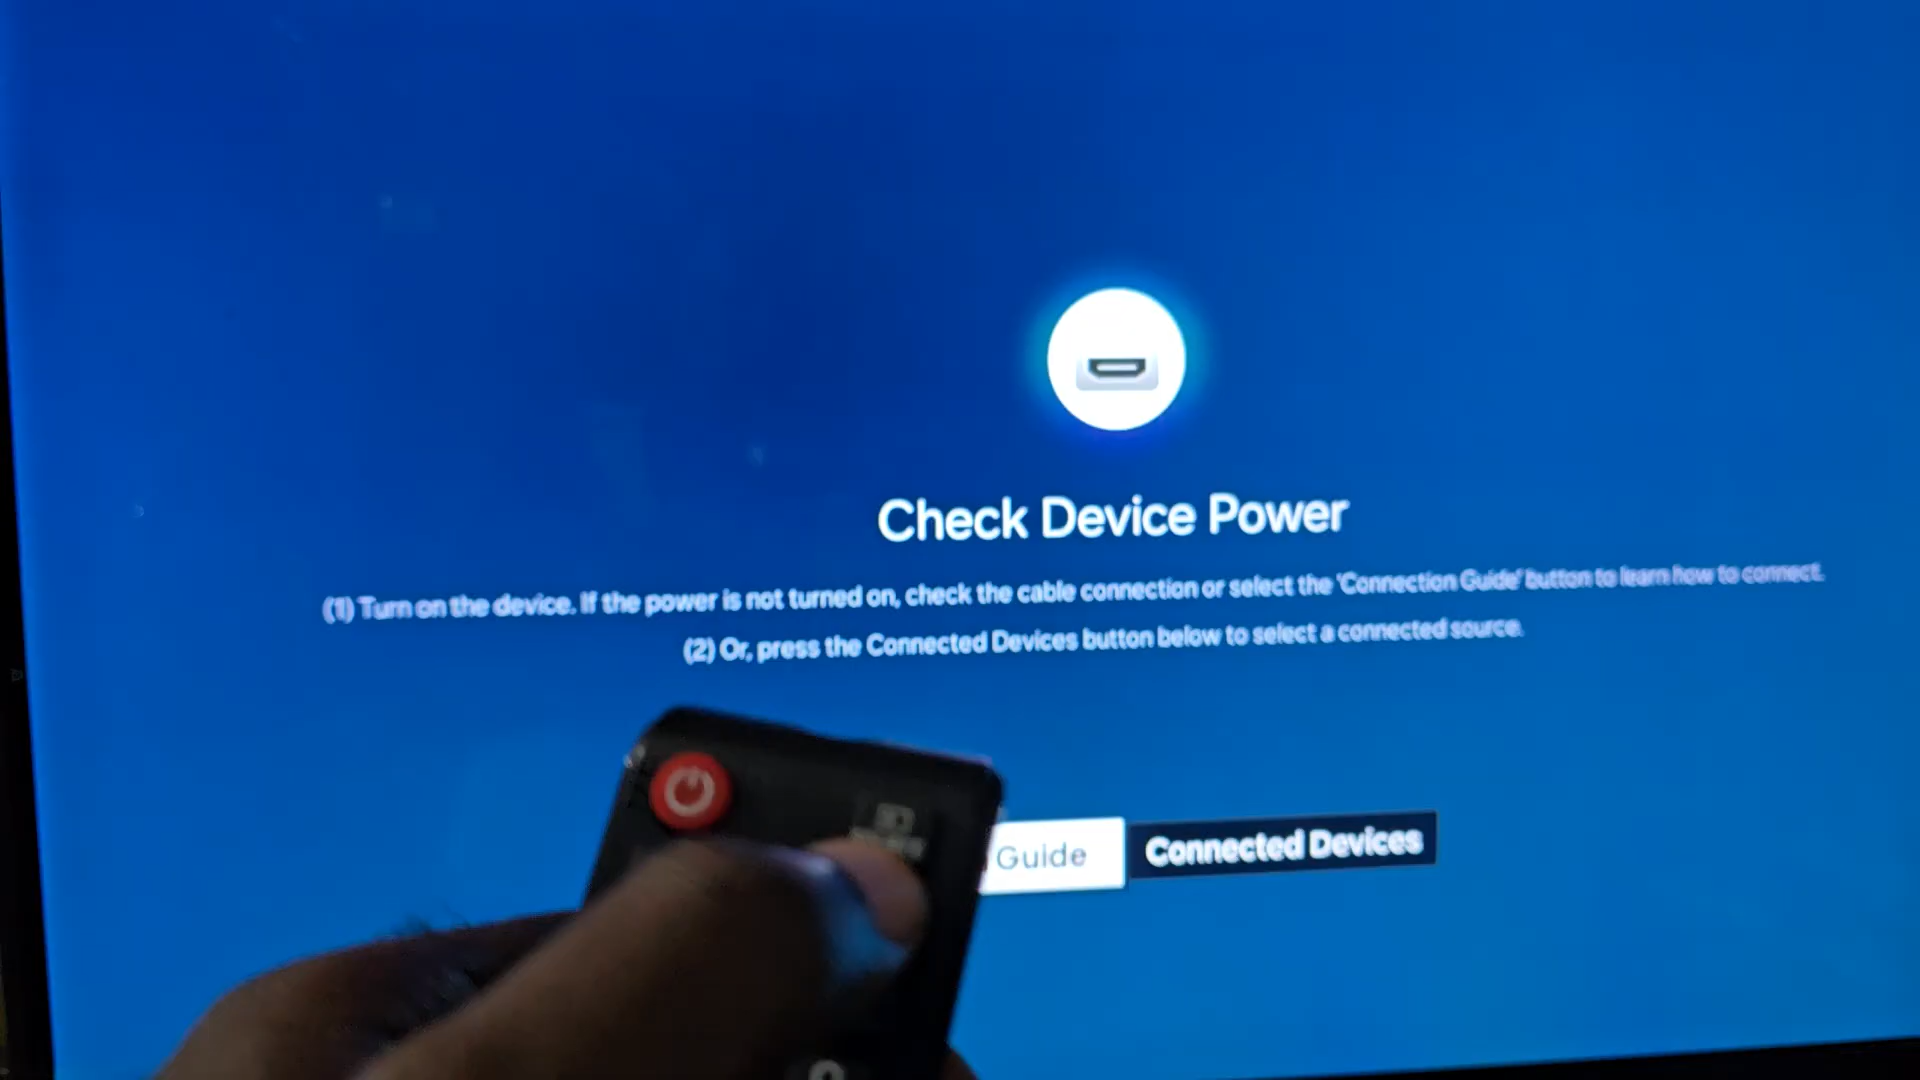 Check Device Power
(1) Turn on the device. If the power is not turned on, check the cable connection or select the 'Connection Guide' button to learn how to connect.
(2) Or, press the Connected Devices button below to select a connected source.
Guide
Connected Devices